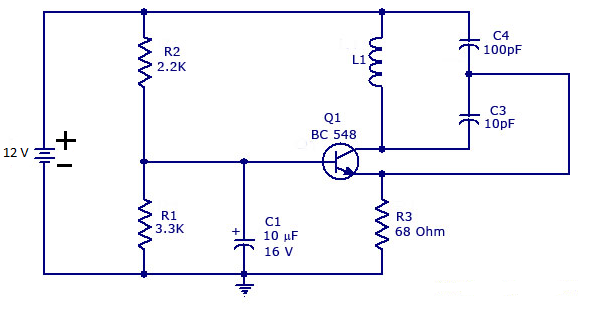 C4
100pF
R2
2.2K
L1
C3
10pF
Q1
BC 548
12 V
+
−
R1
3.3K
C1
+
10 µF
16 V
R3
68 Ohm